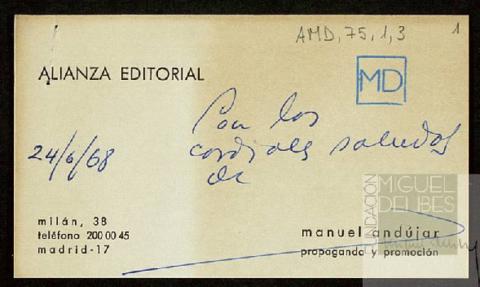 AMD, 75, 1, 3
1
ALIANZA EDITORIAL
MD
Con los
cordiales saludos
de
24/6/68
milán, 38
teléfono 200 00 45
madrid-17
manuel andújar
propaganda y promoción
FUNDACIÓN
MIGUEL
DELIBES